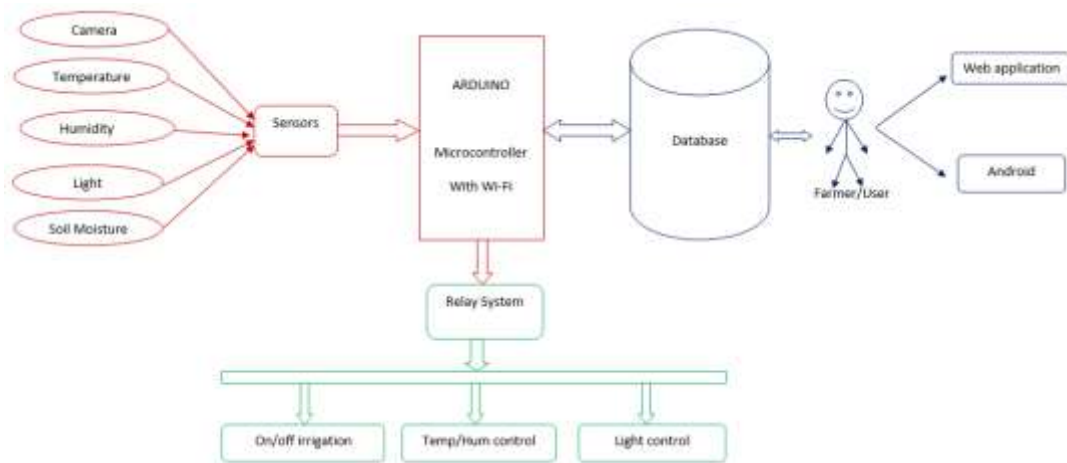 Camera
Temperature
Humidity
Light
Soil Moisture
Sensors
ARDUINO
Microcontroller
With Wi-Fi
Database
Farmer/User
Web application
Android
Relay System
On/off irrigation
Temp/Hum control
Light control